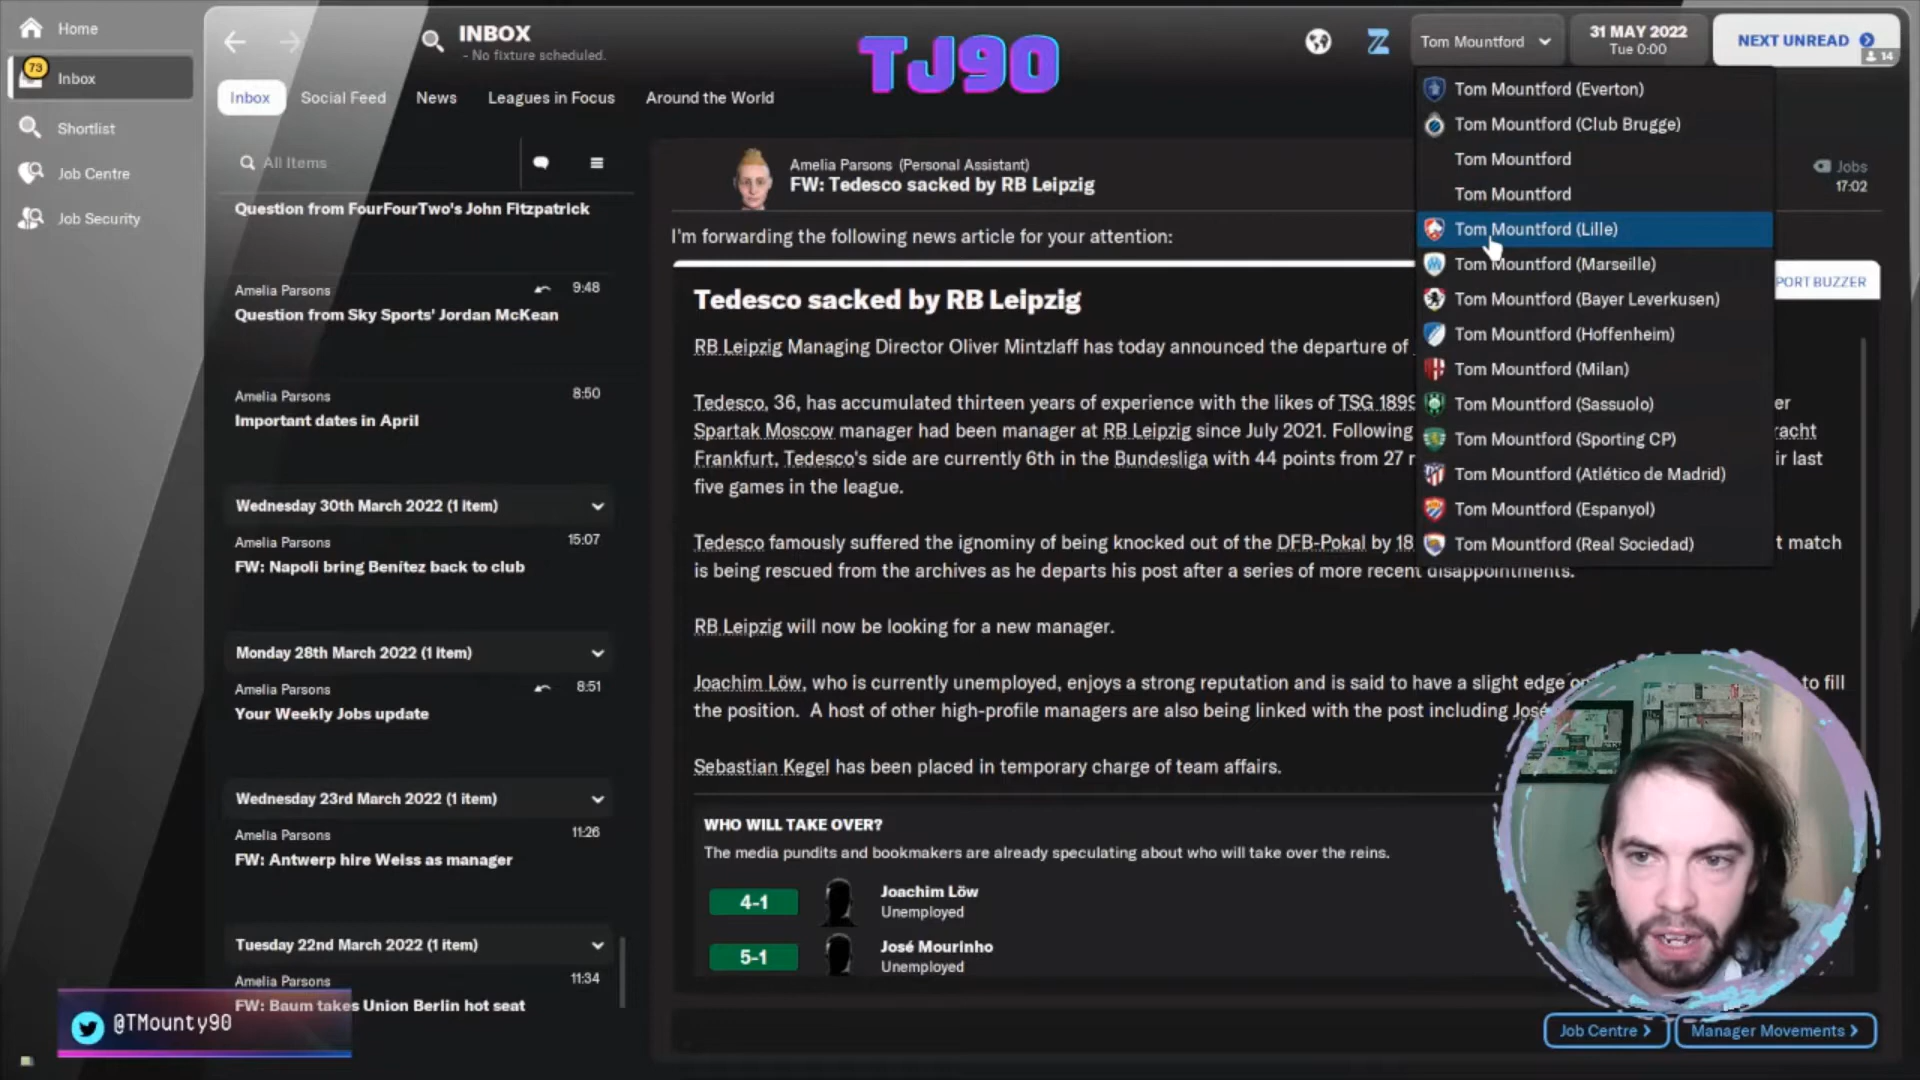 Home
73
Inbox
Shortlist
Job Centre
Job Security
INBOX
- No fixture scheduled.
TJ90
Tom Mountford
31 MAY 2022
Tue 0:00
NEXT UNREAD
14
Inbox
Social Feed
News
Leagues in Focus
Around the World
All Items
Question from FourFourTwo's John Fitzpatrick
Amelia Parsons
9:48
Question from Sky Sports' Jordan McKean
Amelia Parsons
8:50
Important dates in April
Wednesday 30th March 2022 (1 item)
Amelia Parsons
15:07
FW: Napoli bring Benítez back to club
Monday 28th March 2022 (1 item)
Amelia Parsons
8:51
Your Weekly Jobs update
Wednesday 23rd March 2022 (1 item)
Amelia Parsons
11:26
FW: Antwerp hire Weiss as manager
Tuesday 22nd March 2022 (1 item)
Amelia Parsons
11:34
FW: Baum takes Union Berlin hot seat
@TMounty90
Amelia Parsons (Personal Assistant)
FW: Tedesco sacked by RB Leipzig
Jobs
17:02
I'm forwarding the following news article for your attention:
PORT BUZZER
Tedesco sacked by RB Leipzig
RB Leipzig Managing Director Oliver Mintzlaff has today announced the departure of
Tedesco, 36, has accumulated thirteen years of experience with the likes of TSG 1899 er
Spartak Moscow manager had been manager at RB Leipzig since July 2021. Following racht
Frankfurt, Tedesco's side are currently 6th in the Bundesliga with 44 points from 27 r ir last
five games in the league.
Tedesco famously suffered the ignominy of being knocked out of the DFB-Pokal by 18 t match
is being rescued from the archives as he departs his post after a series of more recent disappointments.
RB Leipzig will now be looking for a new manager.
Joachim Löw, who is currently unemployed, enjoys a strong reputation and is said to have a slight edge to fill
the position. A host of other high-profile managers are also being linked with the post including José
Sebastian Kegel has been placed in temporary charge of team affairs.
WHO WILL TAKE OVER?
The media pundits and bookmakers are already speculating about who will take over the reins.
4-1
Joachim Löw
Unemployed
5-1
José Mourinho
Unemployed
Job Centre
Manager Movements
Tom Mountford (Everton)
Tom Mountford (Club Brugge)
Tom Mountford
Tom Mountford
Tom Mountford (Lille)
Tom Mountford (Marseille)
Tom Mountford (Bayer Leverkusen)
Tom Mountford (Hoffenheim)
Tom Mountford (Milan)
Tom Mountford (Sassuolo)
Tom Mountford (Sporting CP)
Tom Mountford (Atlético de Madrid)
Tom Mountford (Espanyol)
Tom Mountford (Real Sociedad)